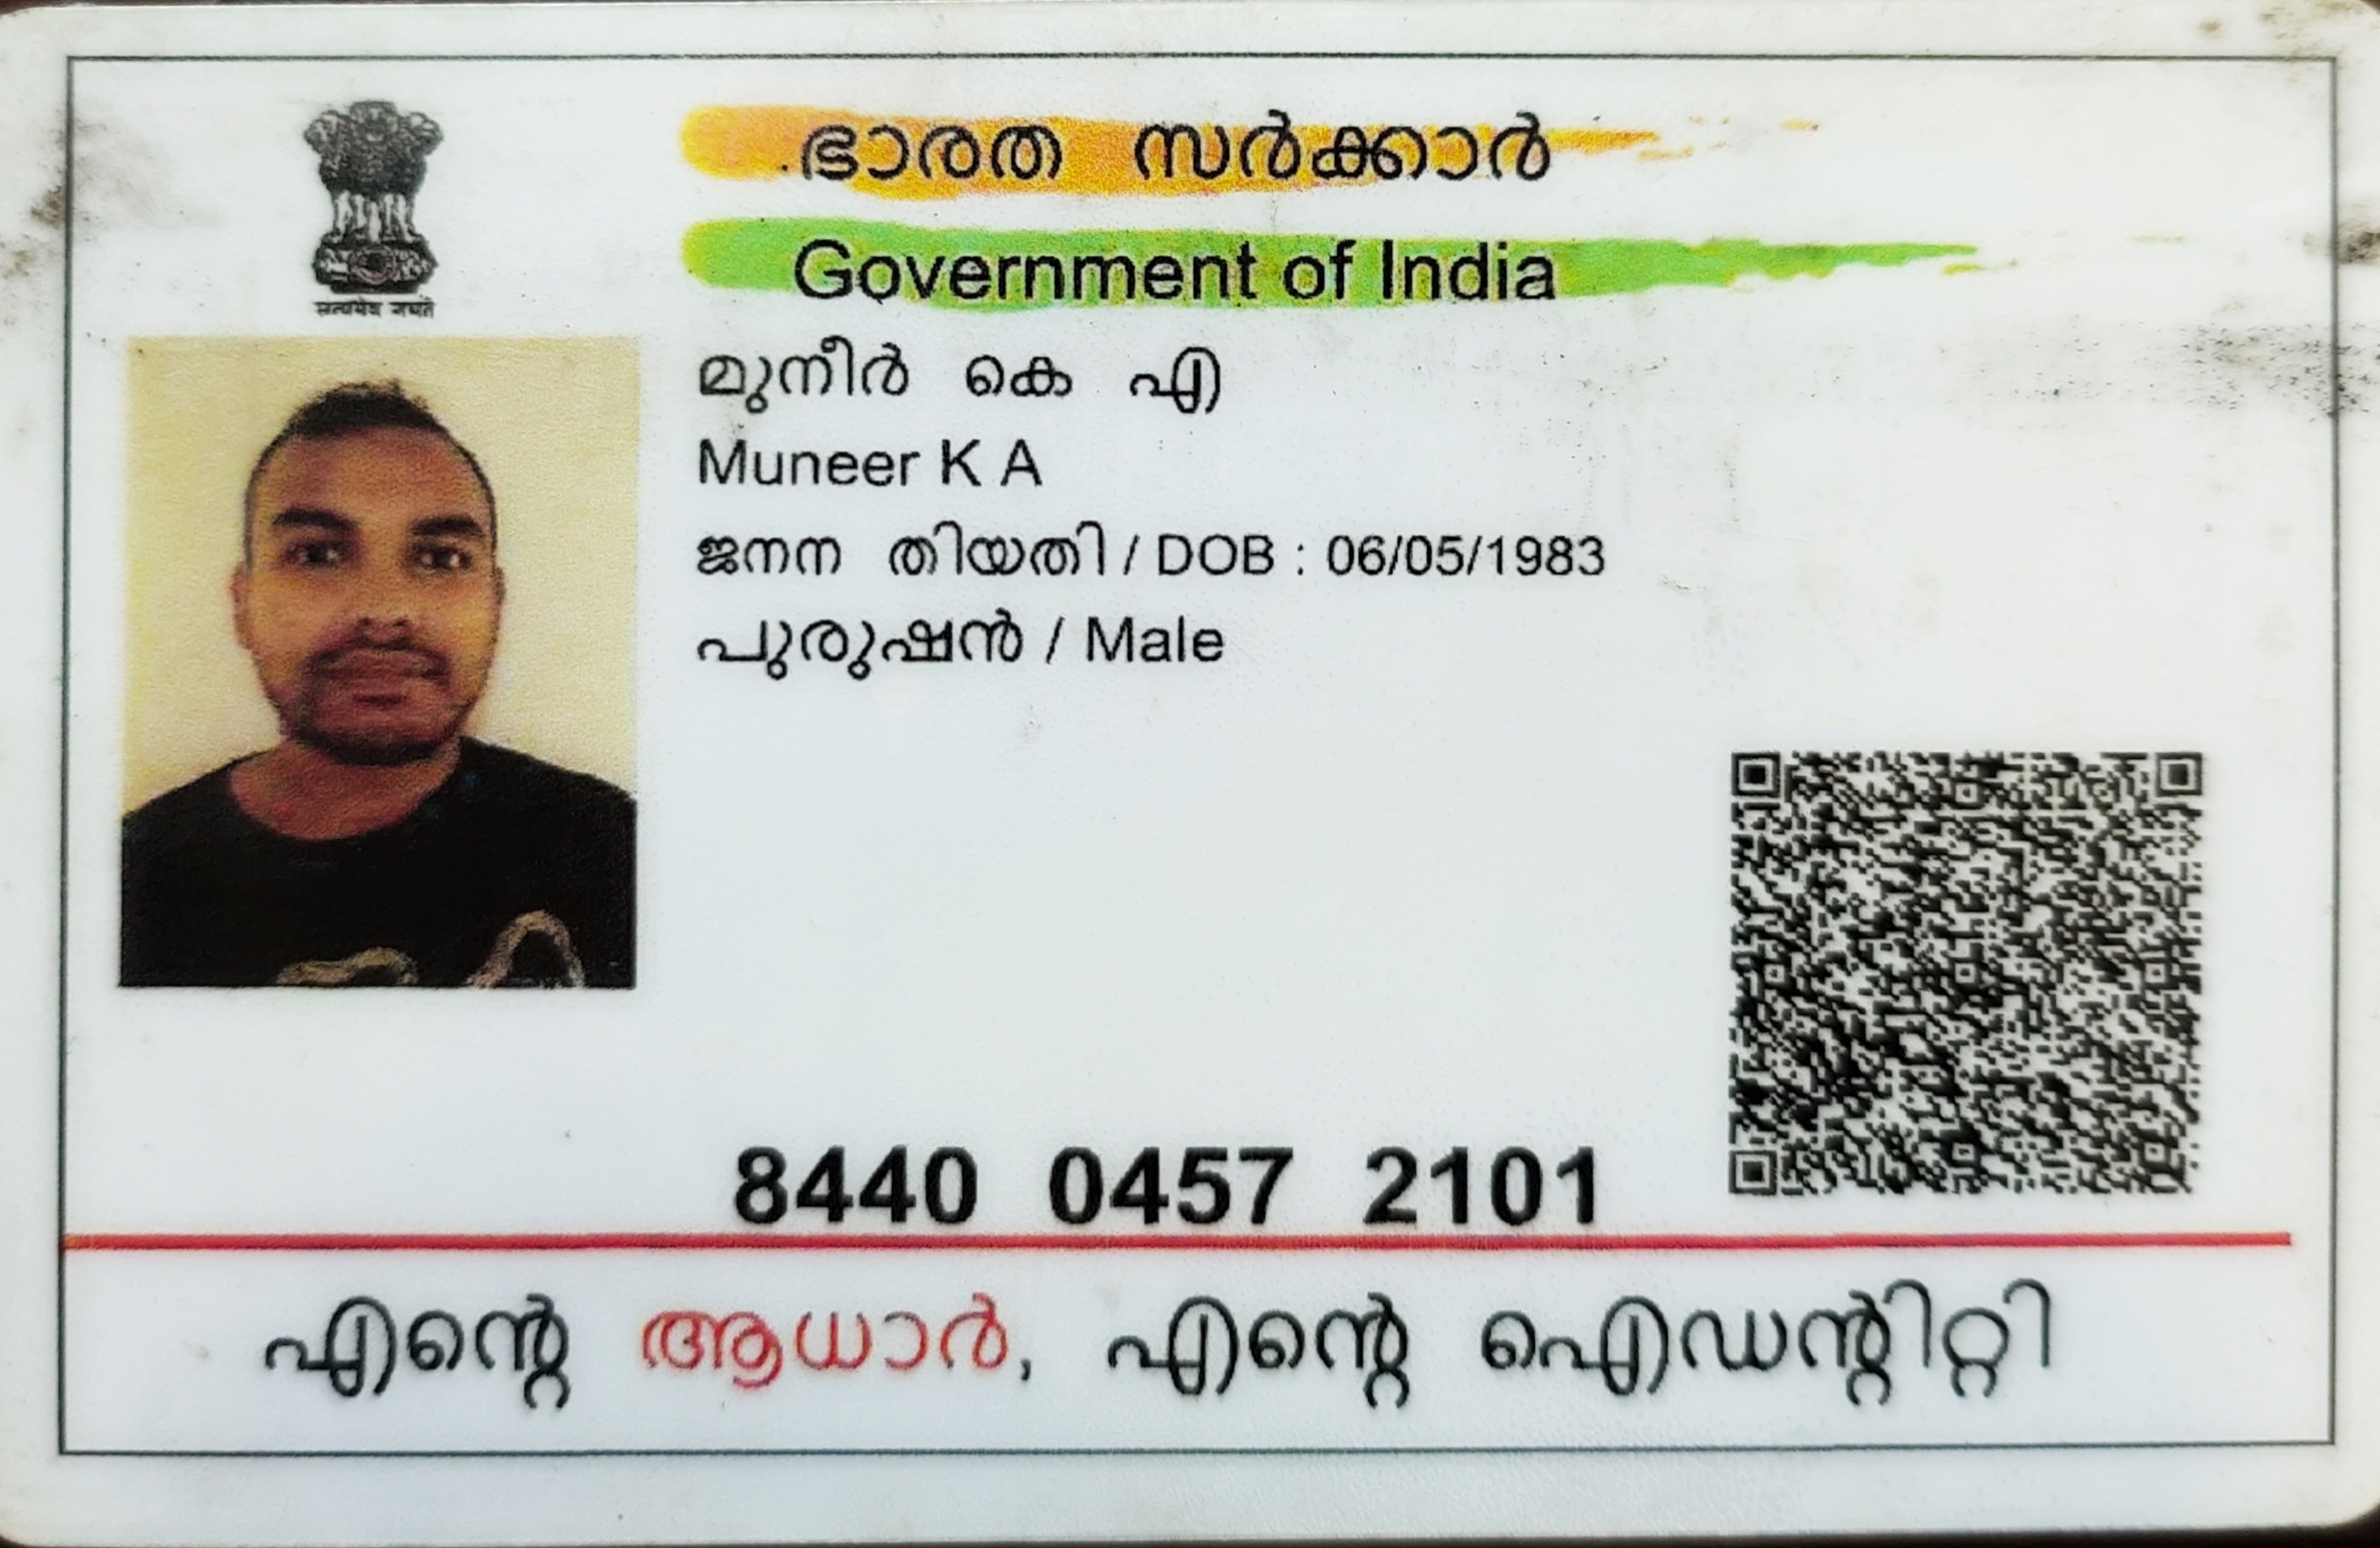 ഭാരത സർക്കാർ
Government of India
सत्यमेव जयते
മുനീർ കെ എ
Muneer K A
ജനന തിയതി / DOB : 06/05/1983
പുരുഷൻ / Male
8440 0457 2101
എന്റെ ആധാർ, എന്റെ ഐഡന്റിറ്റി